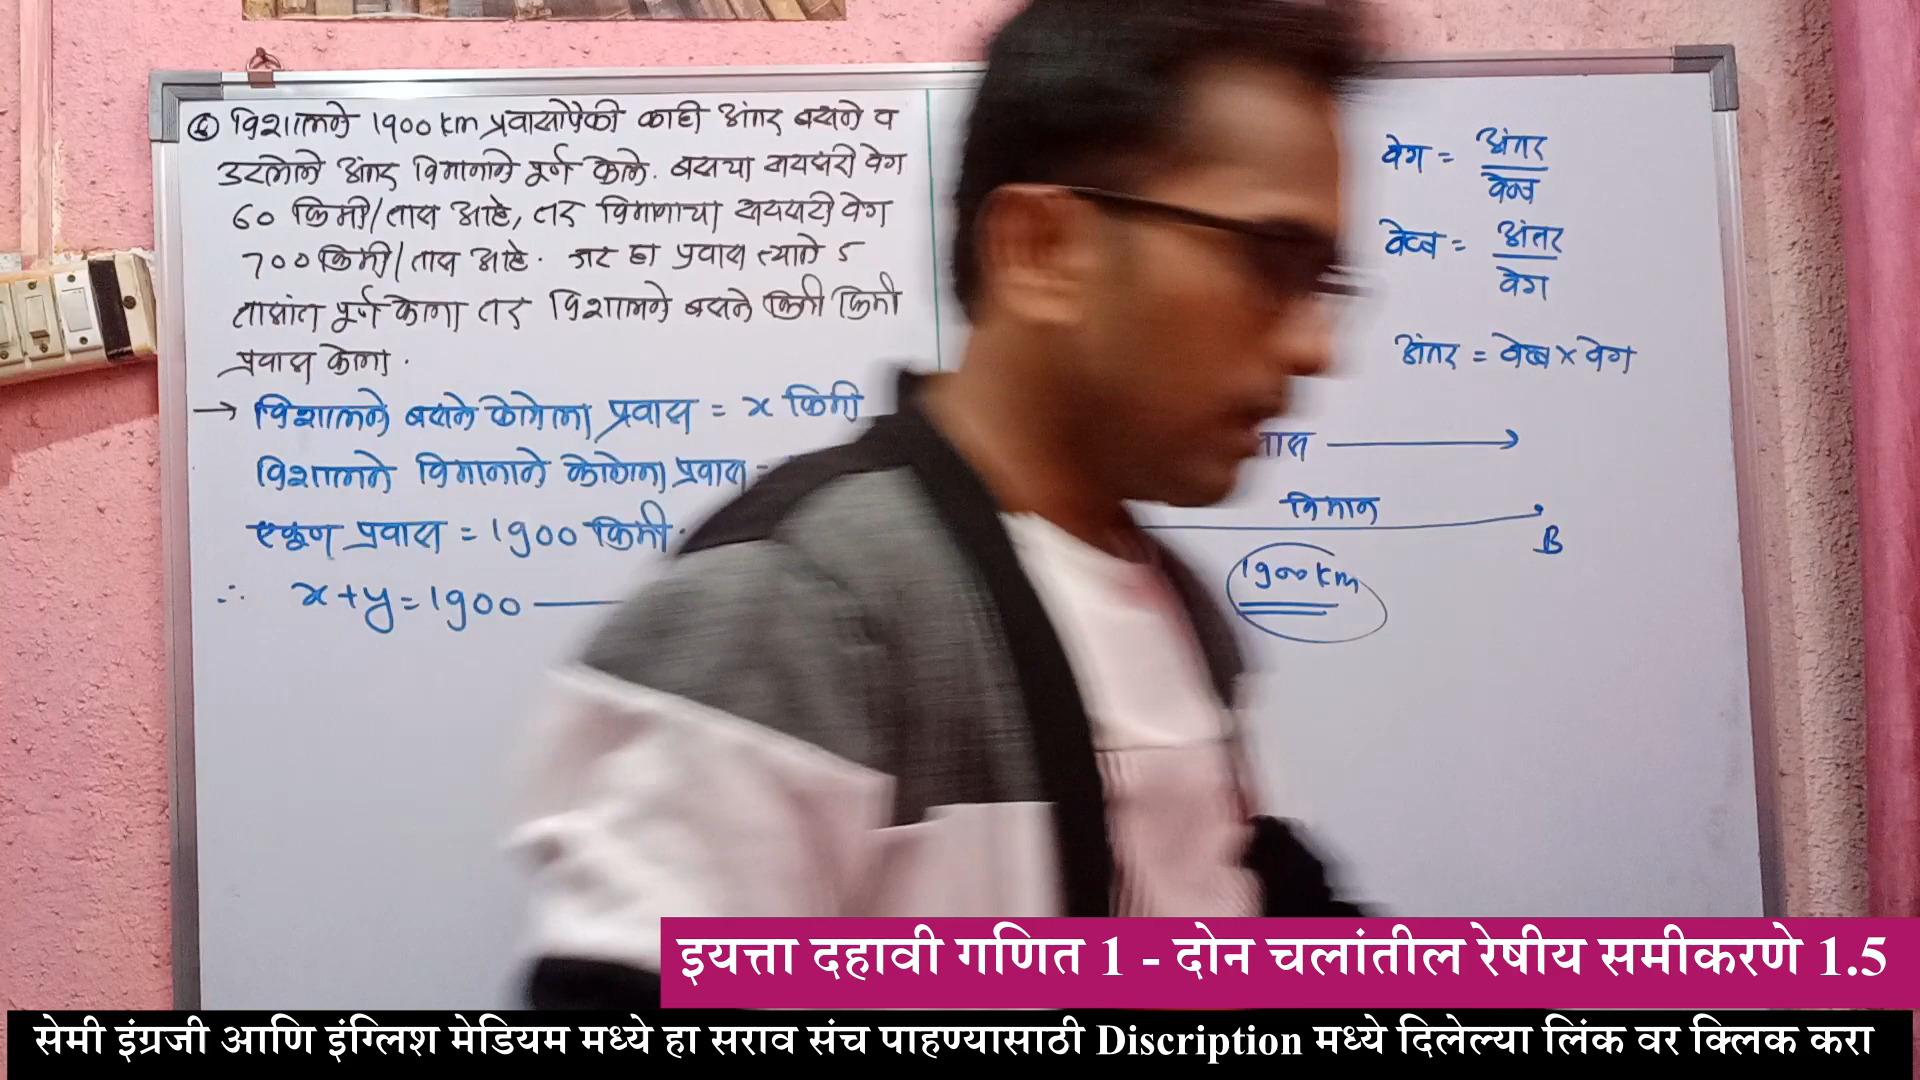 ④ विशालने 1900 km प्रवासापैकी काही अंतर बसने व
उरलेले अंतर विमानाने पूर्ण केले. बसचा सरासरी वेग
60 किमी/तास आहे, तर विमानाचा सरासरी वेग
700 किमी/तास आहे. जर हा प्रवास त्याने 5
तासांत पूर्ण केला तर विशालने बसने किती किमी
प्रवास केला.
→ विशालने बसने केलेला प्रवास = x किमी
विशालने विमानाने केलेला प्रवास =
एकूण प्रवास = 1900 किमी.
∴ x+y=1900
वेग = अंतर
वेळ
वेळ = अंतर
वेग
अंतर = वेळ x वेग
तास
विमान
B
1900 km
इयत्ता दहावी गणित 1 - दोन चलांतील रेषीय समीकरणे 1.5
सेमी इंग्रजी आणि इंग्लिश मेडियम मध्ये हा सराव संच पाहण्यासाठी Discription मध्ये दिलेल्या लिंक वर क्लिक करा